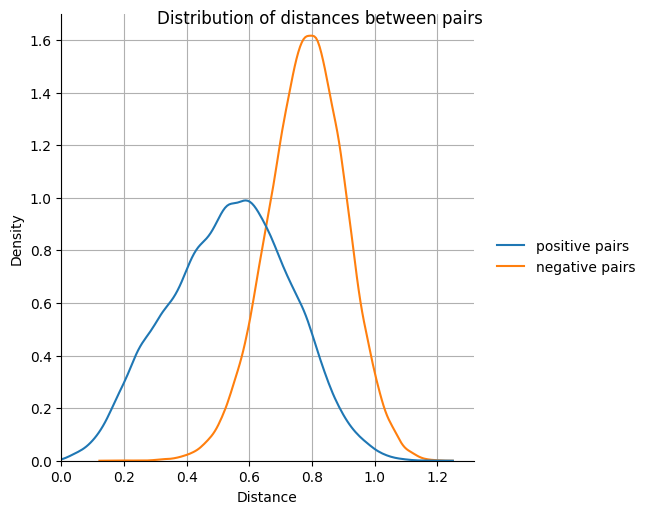 Distribution of distances between pairs
1.6
1.4
1.2
1.0
0.8
0.6
0.4
0.2
0.0
Density
0.0 0.2 0.4 0.6 0.8 1.0 1.2
Distance
positive pairs
negative pairs